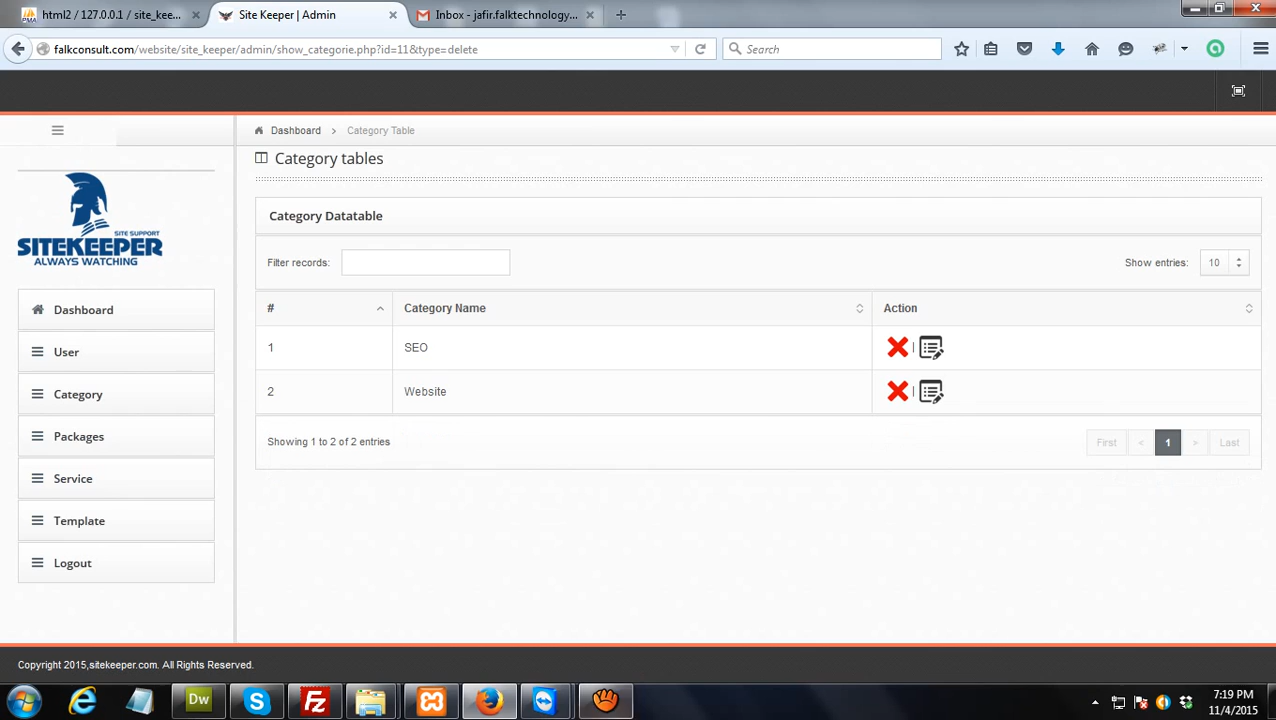 html2 / 127.0.0.1 / site_kee...
Site Keeper | Admin
Inbox - jafir.falktechnology...
falkconsult.com/website/site_keeper/admin/show_categorie.php?id=11&type=delete
Search
Dashboard > Category Table
Category tables
SITE SUPPORT
SITEKEEPER
ALWAYS WATCHING
Category Datatable
Filter records:
Show entries: 10
# Category Name Action
1 SEO |
2 Website |
Showing 1 to 2 of 2 entries
First < 1 > Last
Dashboard
User
Category
Packages
Service
Template
Logout
Copyright 2015,sitekeeper.com. All Rights Reserved.
Dw
7:19 PM
11/4/2015